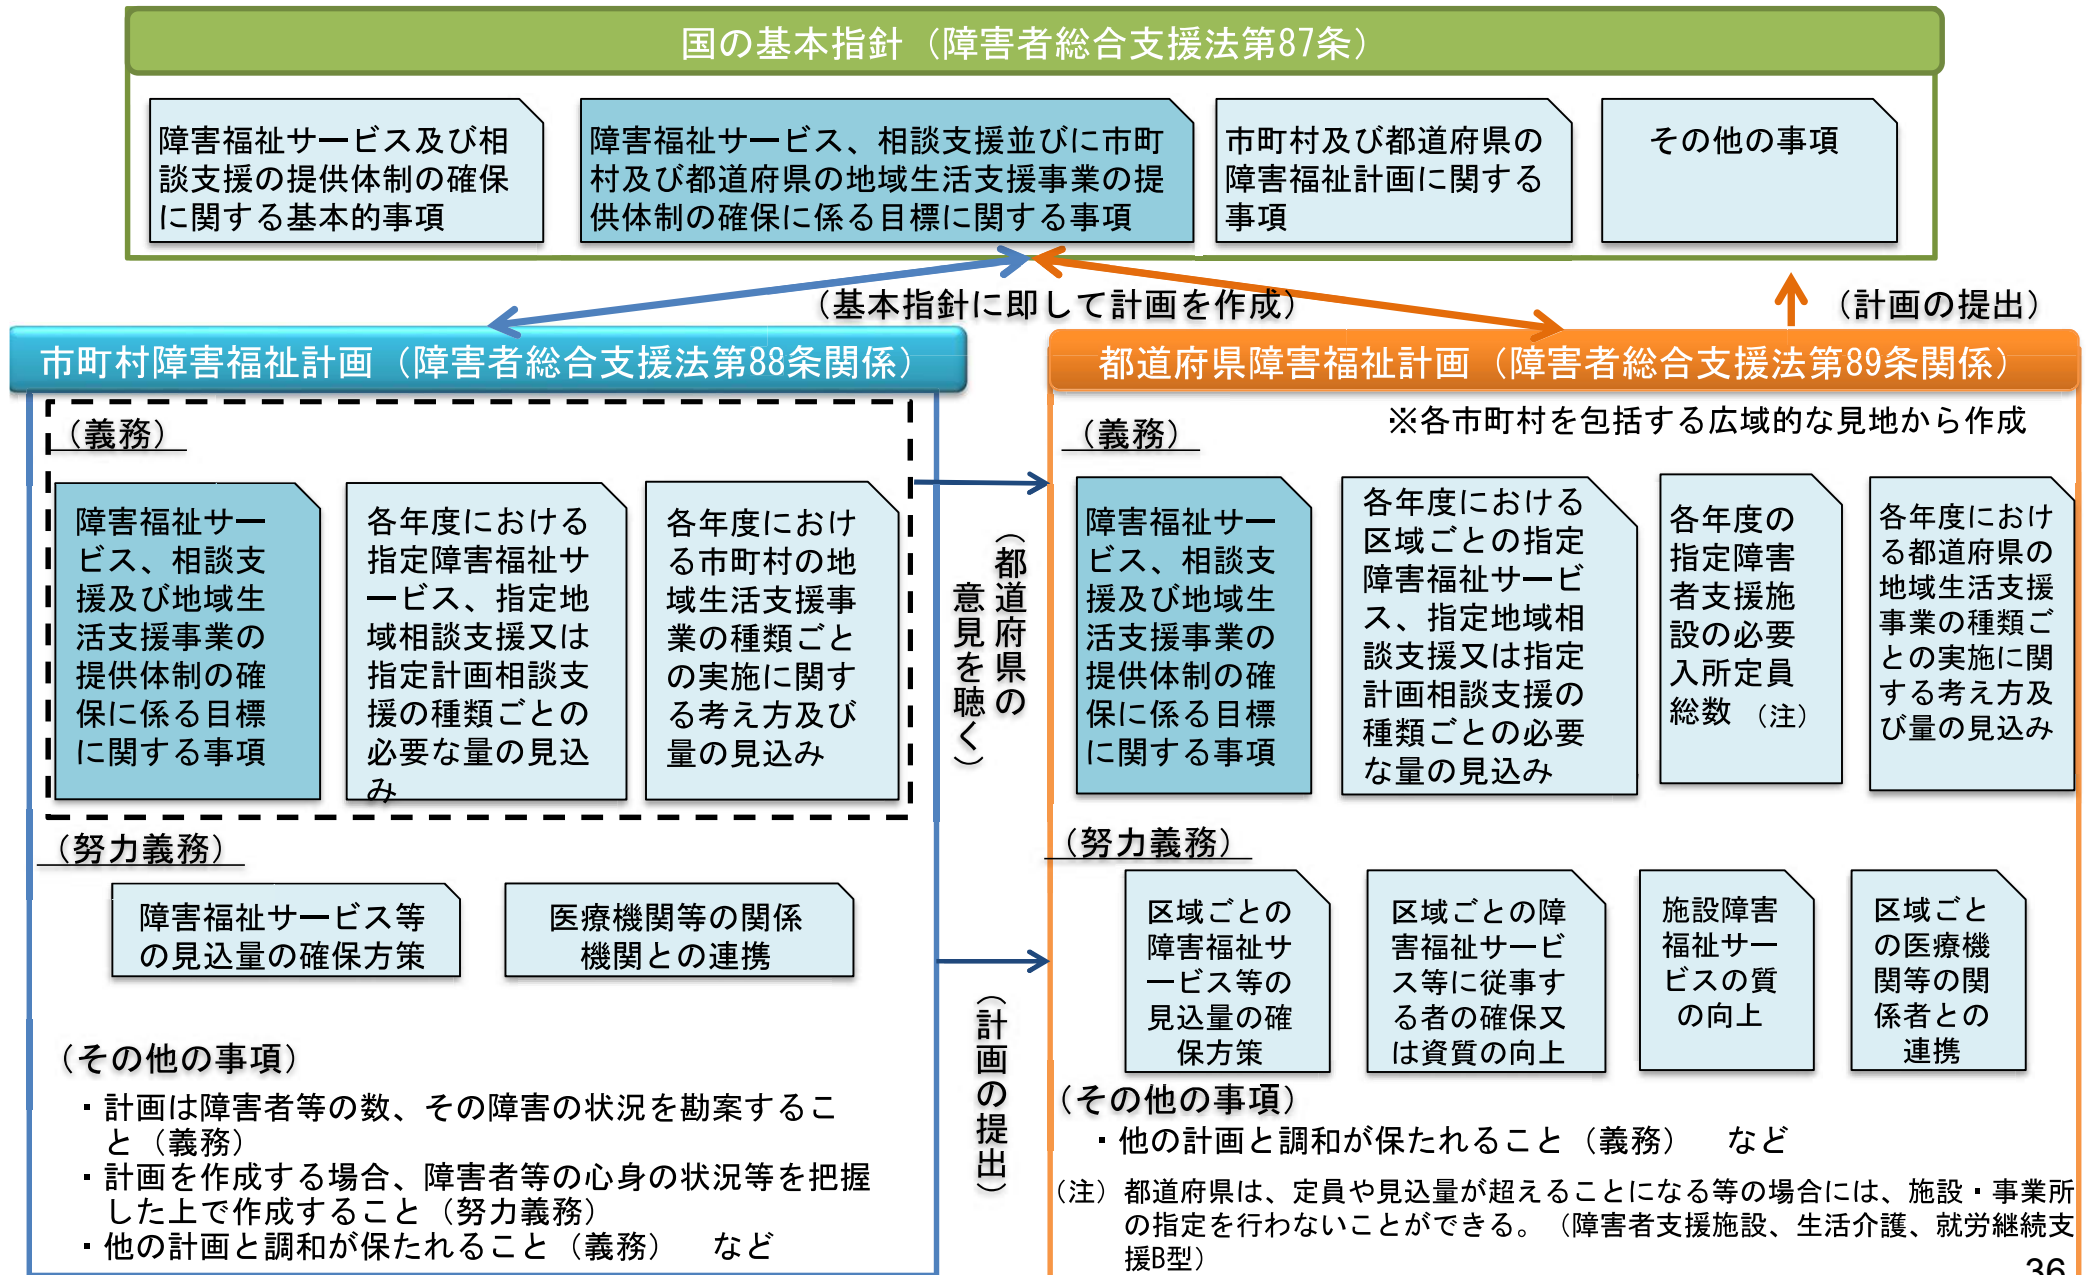 国の基本指針（障害者総合支援法第87条）
障害福祉サービス及び相
談支援の提供体制の確保
に関する基本的事項
障害福祉サービス、相談支援並びに市町
村及び都道府県の地域生活支援事業の提
供体制の確保に係る目標に関する事項
市町村及び都道府県の
障害福祉計画に関する
事項
その他の事項
（基本指針に即して計画を作成）
（計画の提出）
市町村障害福祉計画（障害者総合支援法第88条関係）
（義務）
障害福祉サー
ビス、相談支
援及び地域生
活支援事業の
提供体制の確
保に係る目標
に関する事項
各年度における
指定障害福祉サ
ービス、指定地
域相談支援又は
指定計画相談支
援の種類ごとの
必要な量の見込
み
各年度におけ
る市町村の地
域生活支援事
業の種類ごと
の実施に関す
る考え方及び
量の見込み
（努力義務）
障害福祉サービス等
の見込量の確保方策
医療機関等の関係
機関との連携
（その他の事項）
・計画は障害者等の数、その障害の状況を勘案するこ
と（義務）
・計画を作成する場合、障害者等の心身の状況等を把握
した上で作成すること（努力義務）
・他の計画と調和が保たれること（義務）　など
（都道府県の
意見を聴く）
（計画の提出）
都道府県障害福祉計画（障害者総合支援法第89条関係）
※各市町村を包括する広域的な見地から作成
（義務）
障害福祉サー
ビス、相談支
援及び地域生
活支援事業の
提供体制の確
保に係る目標
に関する事項
各年度における
区域ごとの指定
障害福祉サービ
ス、指定地域相
談支援又は指定
計画相談支援の
種類ごとの必要
な量の見込み
各年度の
指定障害
者支援施
設の必要
入所定員
総数（注）
各年度におけ
る都道府県の
地域生活支援
事業の種類ご
との実施に関
する考え方及
び量の見込み
（努力義務）
区域ごとの
障害福祉サ
ービス等の
見込量の確
保方策
区域ごとの障
害福祉サービ
ス等に従事す
る者の確保又
は資質の向上
施設障害
福祉サー
ビスの質
の向上
区域ごと
の医療機
関等の関
係者との
連携
（その他の事項）
・他の計画と調和が保たれること（義務）　など
（注）都道府県は、定員や見込量が超えることになる等の場合には、施設・事業所
の指定を行わないことができる。（障害者支援施設、生活介護、就労継続支
援B型）
36